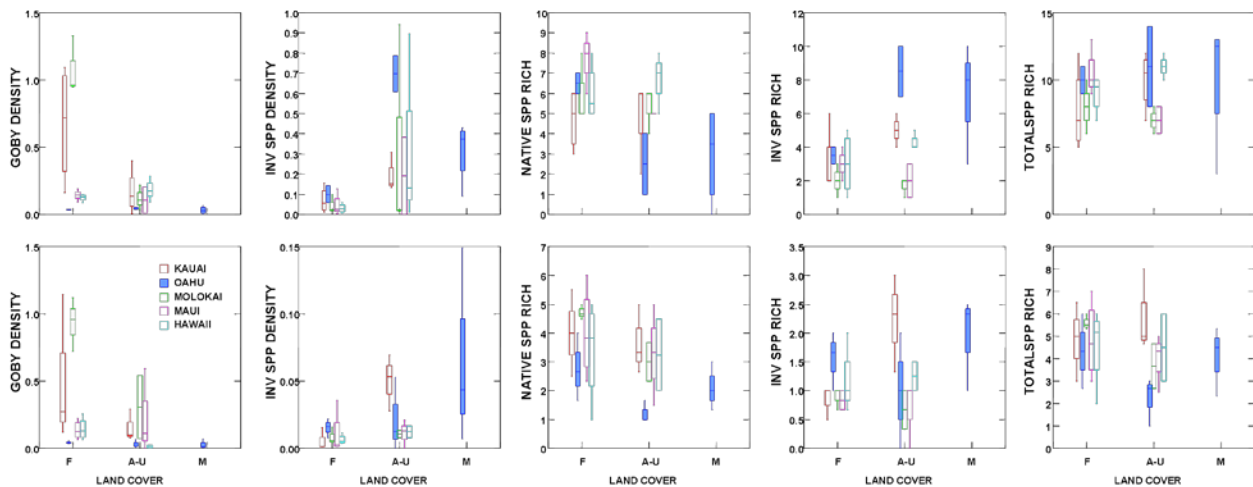 GOBY DENSITY
1.5
1.0
0.5
0.0
INV SPP DENSITY
1.0
0.9
0.8
0.7
0.6
0.5
0.4
0.3
0.2
0.1
0.0
NATIVE SPP RICH
10
9
8
7
6
5
4
3
2
1
0
INV SPP RICH
12
10
8
6
4
2
0
TOTALSPP RICH
15
10
5
0
GOBY DENSITY
1.5
1.0
0.5
0.0
KAUAI
OAHU
MOLOKAI
MAUI
HAWAII
F A-U M
LAND COVER
INV SPP DENSITY
0.15
0.10
0.05
0.00
F A-U M
LAND COVER
NATIVE SPP RICH
7
6
5
4
3
2
1
0
F A-U M
LAND COVER
INV SPP RICH
3.5
3.0
2.5
2.0
1.5
1.0
0.5
0.0
F A-U M
LAND COVER
TOTALSPP RICH
9
8
7
6
5
4
3
2
1
0
F A-U M
LAND COVER